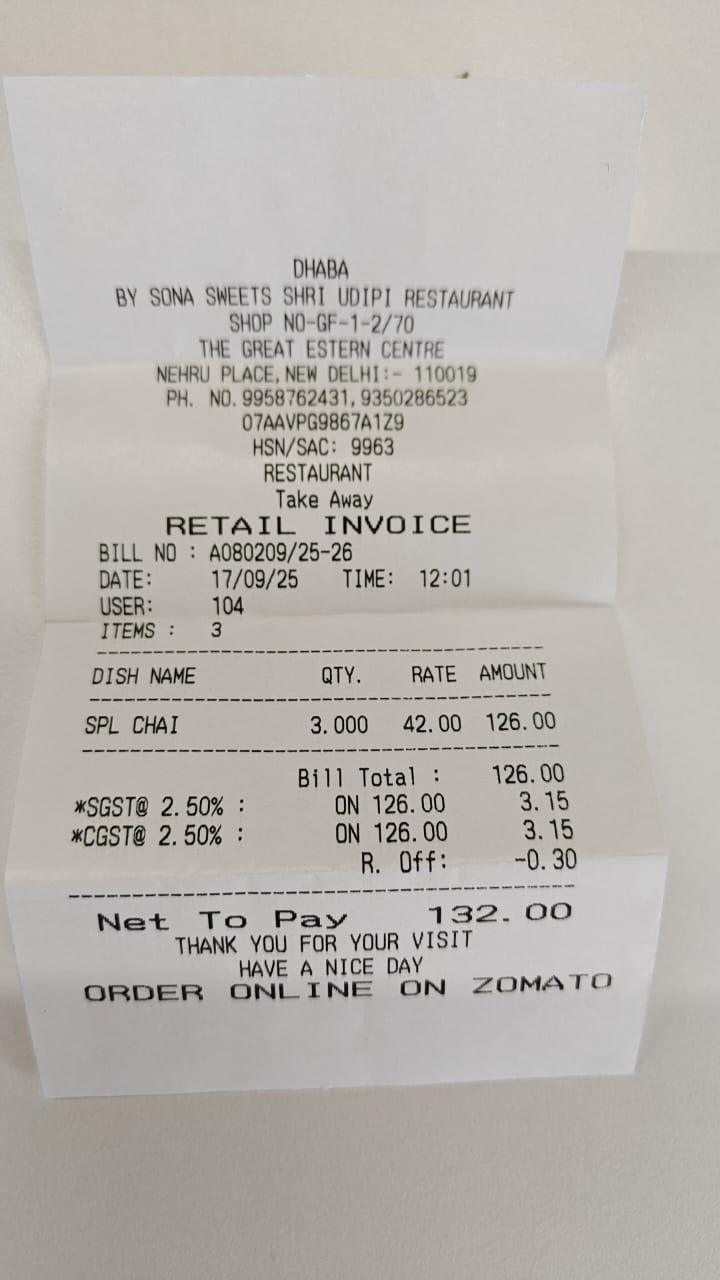 DHABA
BY SONA SWEETS SHRI UDIPI RESTAURANT
SHOP NO-GF-1-2/70
THE GREAT ESTERN CENTRE
NEHRU PLACE, NEW DELHI:- 110019
PH. NO. 9958762431, 9350286523
07AAVPG9867A1Z9
HSN/SAC: 9963
RESTAURANT
Take Away
RETAIL INVOICE
BILL NO : A080209/25-26
DATE: 17/09/25 TIME: 12:01
USER: 104
ITEMS : 3
DISH NAME QTY. RATE AMOUNT
SPL CHAI 3.000 42.00 126.00
Bill Total : 126.00
*SGST@ 2.50% : ON 126.00 3.15
*CGST@ 2.50% : ON 126.00 3.15
R. Off: -0.30
Net To Pay 132.00
THANK YOU FOR YOUR VISIT
HAVE A NICE DAY
ORDER ONLINE ON ZOMATO